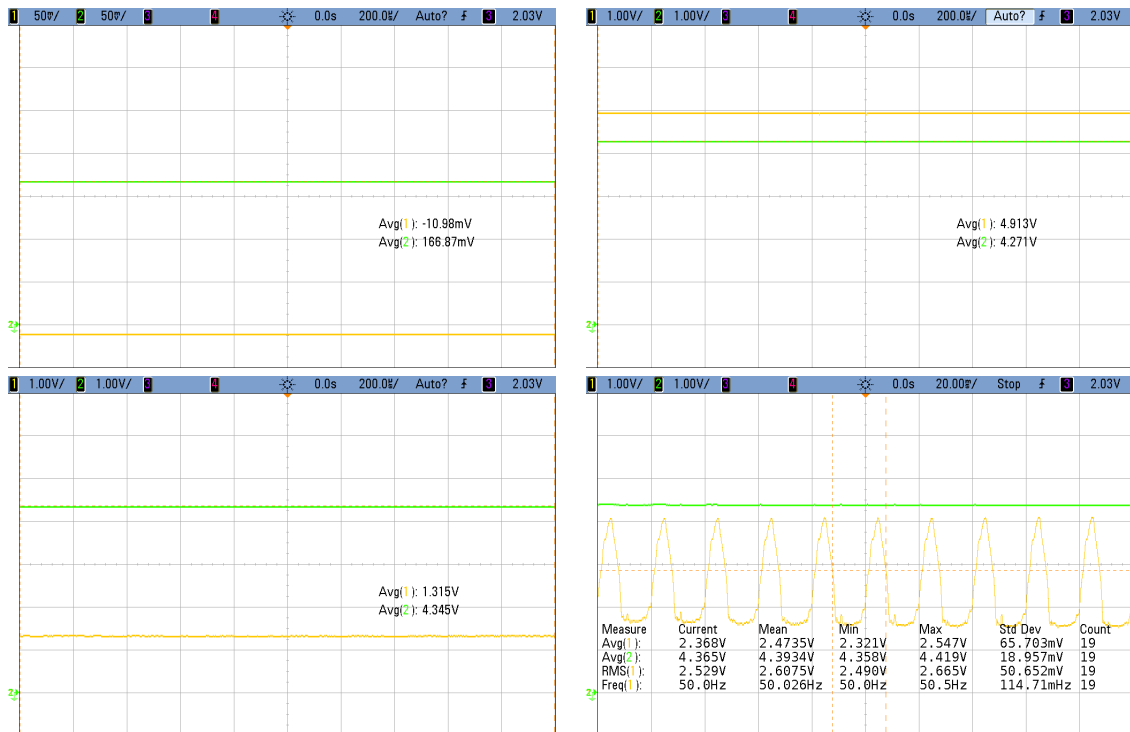 1 50mV/ 2 50mV/ 3 4 0.0s 200.0µs/ Auto? 3 2.03V
Avg(1): -10.98mV
Avg(2): 166.87mV
2
1 1.00V/ 2 1.00V/ 3 4 0.0s 200.0µs/ Auto? 3 2.03V
Avg(1): 4.913V
Avg(2): 4.271V
2
1 1.00V/ 2 1.00V/ 3 4 0.0s 200.0µs/ Auto? 3 2.03V
Avg(1): 1.315V
Avg(2): 4.345V
2
1 1.00V/ 2 1.00V/ 3 4 0.0s 20.00ms/ Stop 3 2.03V
Measure Current Mean Min Max Std Dev Count
Avg(1): 2.368V 2.4735V 2.321V 2.547V 65.703mV 19
Avg(2): 4.365V 4.3934V 4.358V 4.419V 18.957mV 19
RMS(1): 2.529V 2.6075V 2.490V 2.665V 50.652mV 19
Freq(1): 50.0Hz 50.026Hz 50.0Hz 50.5Hz 114.71mHz 19
2